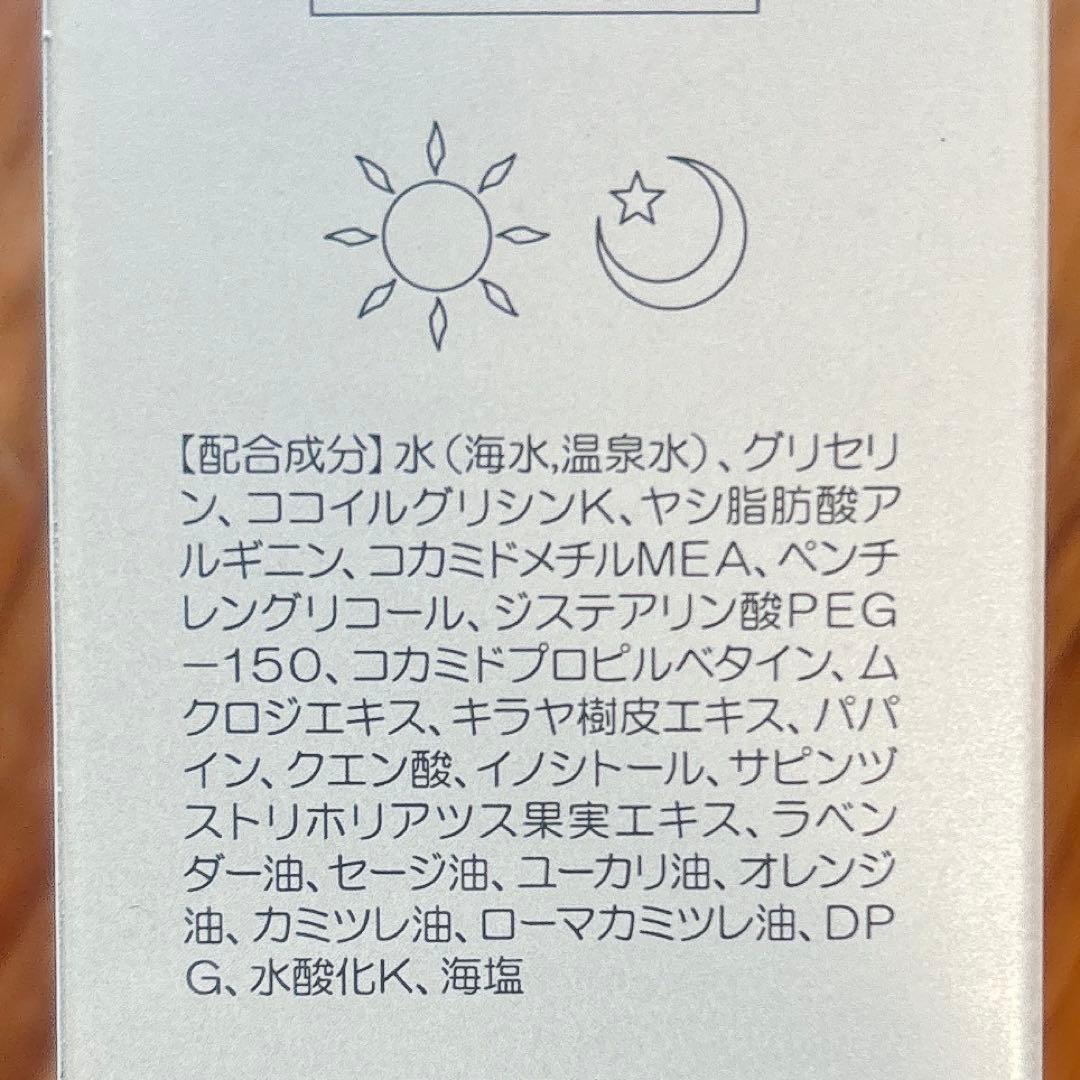 【配合成分】水（海水,温泉水）、グリセリ
ン、ココイルグリシンK、ヤシ脂肪酸ア
ルギニン、コカミドメチルMEA、ペンチ
レングリコール、ジステアリン酸PEG
－150、コカミドプロピルベタイン、ム
クロジエキス、キラヤ樹皮エキス、パパ
イン、クエン酸、イノシトール、サピンヅ
ストリホリアツス果実エキス、ラベン
ダー油、セージ油、ユーカリ油、オレンジ
油、カミツレ油、ローマカミツレ油、DP
G、水酸化K、海塩